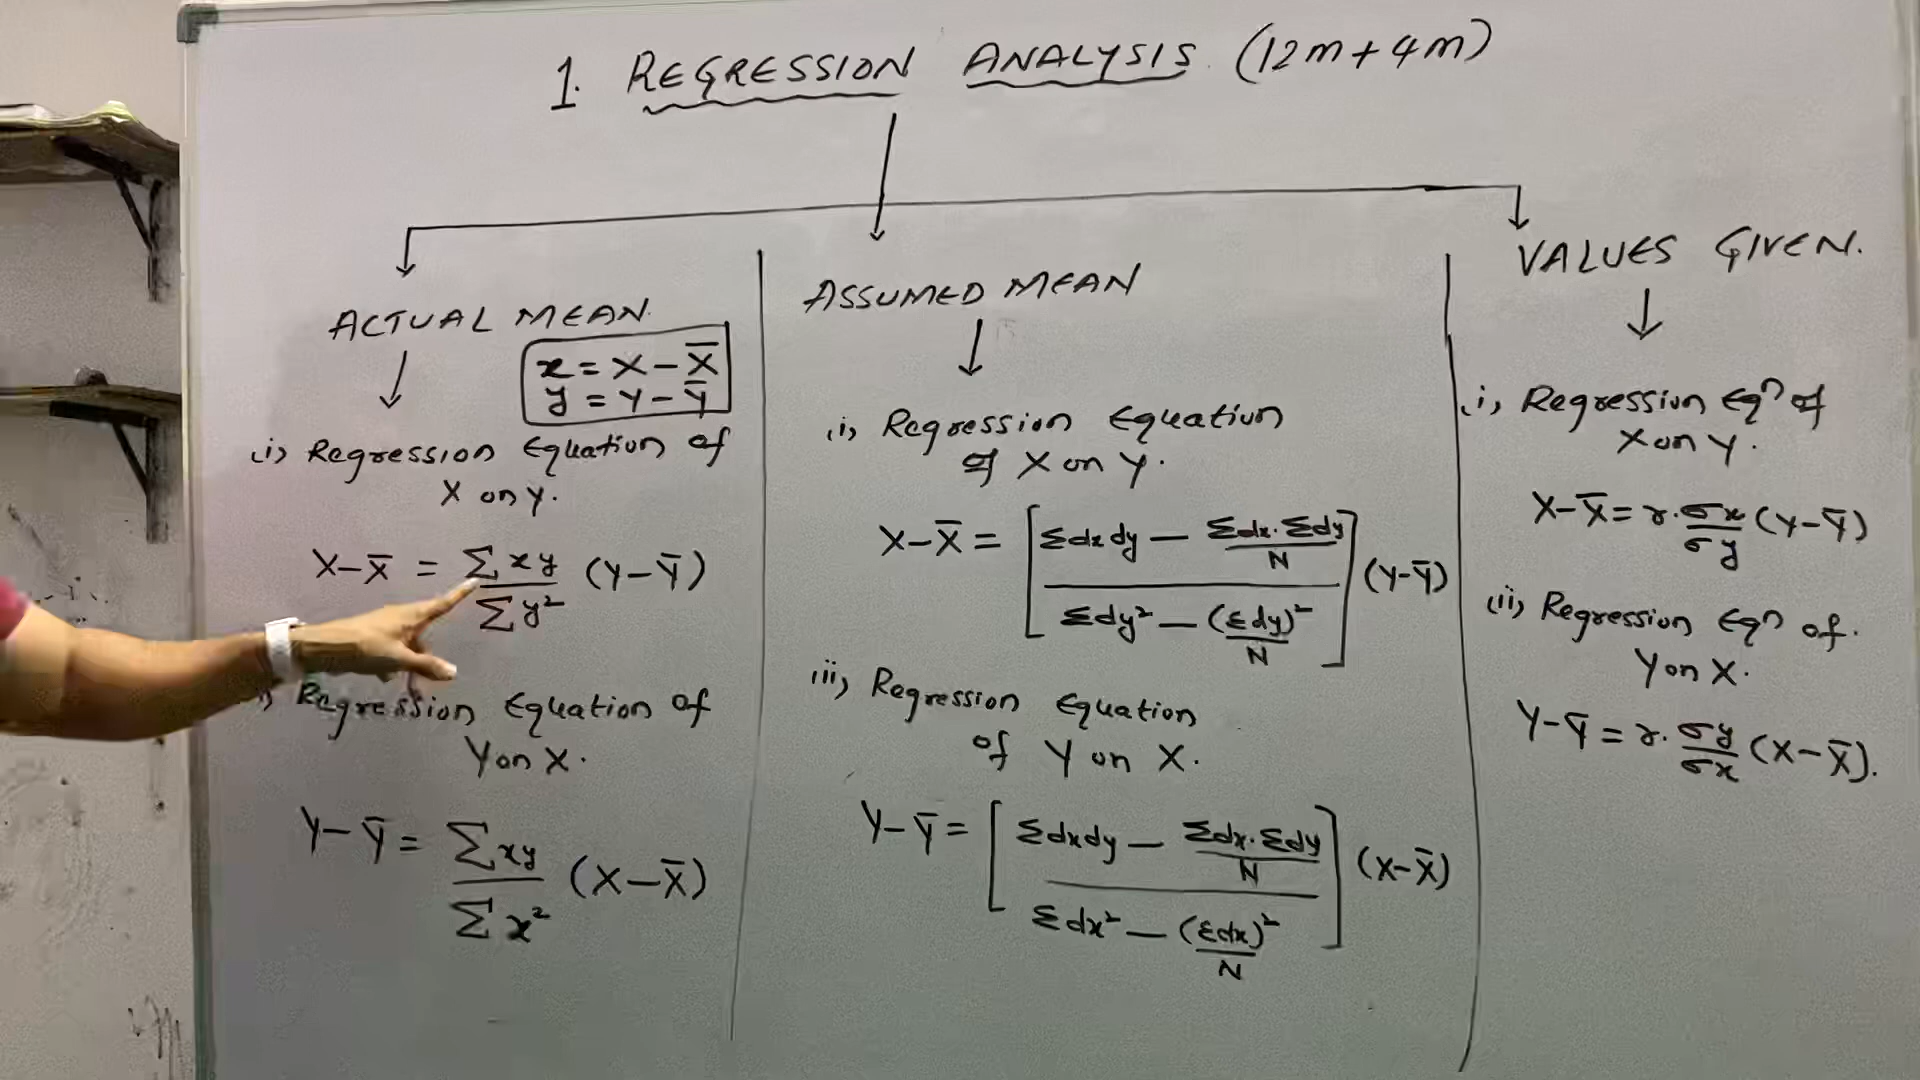 1. REGRESSION ANALYSIS (12m+4m)
ACTUAL MEAN.
x = X - X̅
y = Y - Y̅
(i) Regression Equation of
X on Y.
X - X̅ = Σxy / Σy² (Y - Y̅)
Regression Equation of
Y on X.
Y - Y̅ = Σxy / Σx² (X - X̅)
ASSUMED MEAN
(i) Regression Equation
of X on Y.
X - X̅ = [Σdxdy - Σdx.Σdy/N / Σdy² - (Σdy)²/N] (Y-Y̅)
iii) Regression Equation
of Y on X.
Y - Y̅ = [Σdxdy - Σdx.Σdy/N / Σdx² - (Σdx)²/N] (X-X̅)
VALUES GIVEN.
(i) Regression Eqn of
X on Y.
X - X̅ = r. σx/σy (Y - Y̅)
(ii) Regression Eqn of.
Y on X.
Y - Y̅ = r. σy/σx (X - X̅).